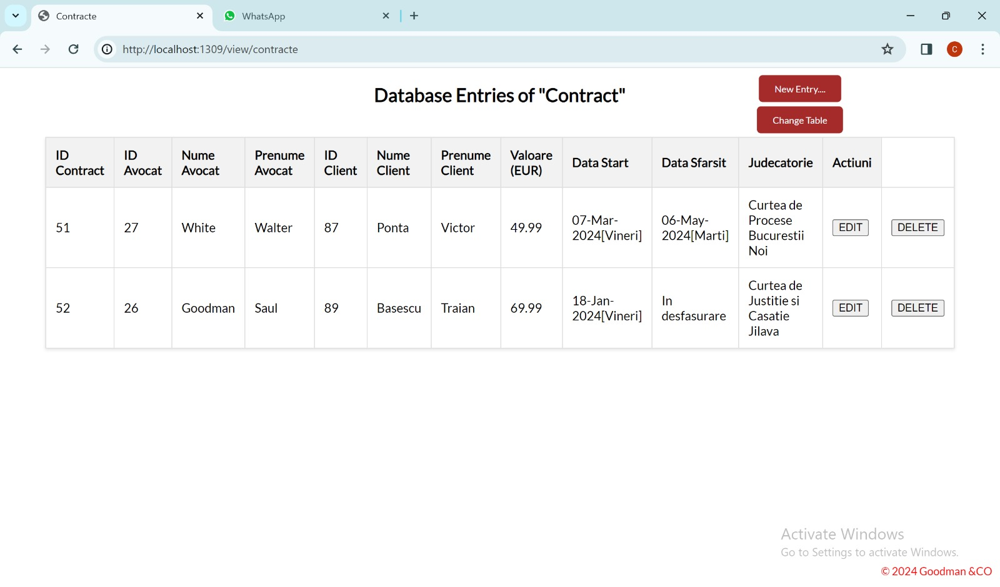 Contracte
WhatsApp
http://localhost:1309/view/contracte
C
Database Entries of "Contract"
New Entry....
Change Table
ID Contract
ID Avocat
Nume Avocat
Prenume Avocat
ID Client
Nume Client
Prenume Client
Valoare (EUR)
Data Start
Data Sfarsit
Judecatorie
Actiuni
51
27
White
Walter
87
Ponta
Victor
49.99
07-Mar-
2024[Vineri]
06-May-
2024[Marti]
Curtea de
Procese
Bucurestii
Noi
EDIT
DELETE
52
26
Goodman
Saul
89
Basescu
Traian
69.99
18-Jan-
2024[Vineri]
In
desfasurare
Curtea de
Justitie si
Casatie
Jilava
EDIT
DELETE
Activate Windows
Go to Settings to activate Windows.
© 2024 Goodman &CO